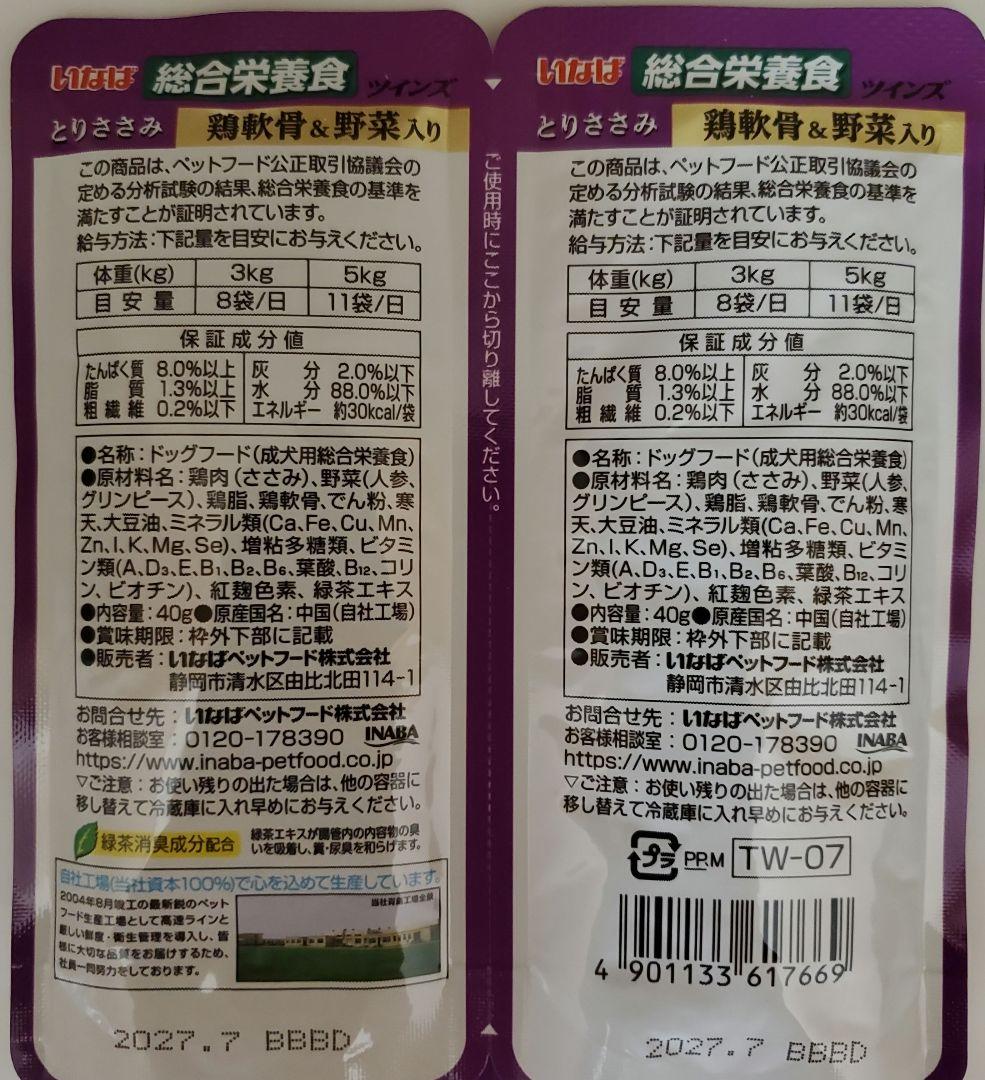 いなば 総合栄養食 ツインズ
とりささみ 鶏軟骨&野菜入り
この商品は、ペットフード公正取引協議会の
定める分析試験の結果、総合栄養食の基準を
満たすことが証明されています。
給与方法:下記量を目安にお与えください。
体重(kg) 3kg 5kg
目安量 8袋/日 11袋/日
保証成分値
たんぱく質 8.0%以上 灰分 2.0%以下
脂質 1.3%以上 水分 88.0%以下
粗繊維 0.2%以下 エネルギー 約30kcal/袋
●名称:ドッグフード(成犬用総合栄養食)
●原材料名:鶏肉(ささみ)、野菜(人参、
グリンピース)、鶏脂、鶏軟骨、でん粉、寒
天、大豆油、ミネラル類(Ca、Fe、Cu、Mn、
Zn、I、K、Mg、Se)、増粘多糖類、ビタミ
ン類(A、D₃、E、B₁、B₂、B₆、葉酸、B₁₂、コリ
ン、ビオチン)、紅麹色素、緑茶エキス
●内容量:40g●原産国名:中国(自社工場)
●賞味期限:枠外下部に記載
●販売者:いなばペットフード株式会社
静岡市清水区由比北田114-1
お問合せ先:いなばペットフード株式会社
お客様相談室:0120-178390 INABA
https://www.inaba-petfood.co.jp
▽ご注意:お使い残りの出た場合は、他の容器に
移し替えて冷蔵庫に入れ早めにお与えください。
緑茶消臭成分配合
緑茶エキスが腸管内の内容物の臭
いを吸着し、糞・尿臭を和らげます。
自社工場(当社資本100%)で心を込めて生産しています。
2004年8月竣工の最新鋭のペット
フード生産工場として高速ラインと
厳しい鮮度・衛生管理を導入し、皆
様に大切な品質をお届けするため、
社員一同努力をしております。
2027.7 BBBD
ご使用時にここから切り離してください。
いなば 総合栄養食 ツインズ
とりささみ 鶏軟骨&野菜入り
この商品は、ペットフード公正取引協議会の
定める分析試験の結果、総合栄養食の基準を
満たすことが証明されています。
給与方法:下記量を目安にお与えください。
体重(kg) 3kg 5kg
目安量 8袋/日 11袋/日
保証成分値
たんぱく質 8.0%以上 灰分 2.0%以下
脂質 1.3%以上 水分 88.0%以下
粗繊維 0.2%以下 エネルギー 約30kcal/袋
●名称:ドッグフード(成犬用総合栄養食)
●原材料名:鶏肉(ささみ)、野菜(人参、
グリンピース)、鶏脂、鶏軟骨、でん粉、寒
天、大豆油、ミネラル類(Ca、Fe、Cu、Mn、
Zn、I、K、Mg、Se)、増粘多糖類、ビタミ
ン類(A、D₃、E、B₁、B₂、B₆、葉酸、B₁₂、コリ
ン、ビオチン)、紅麹色素、緑茶エキス
●内容量:40g●原産国名:中国(自社工場)
●賞味期限:枠外下部に記載
●販売者:いなばペットフード株式会社
静岡市清水区由比北田114-1
お問合せ先:いなばペットフード株式会社
お客様相談室:0120-178390 INABA
https://www.inaba-petfood.co.jp
▽ご注意:お使い残りの出た場合は、他の容器に
移し替えて冷蔵庫に入れ早めにお与えください。
プラ PP,M TW-07
4 901133 617669
2027.7 BBBD